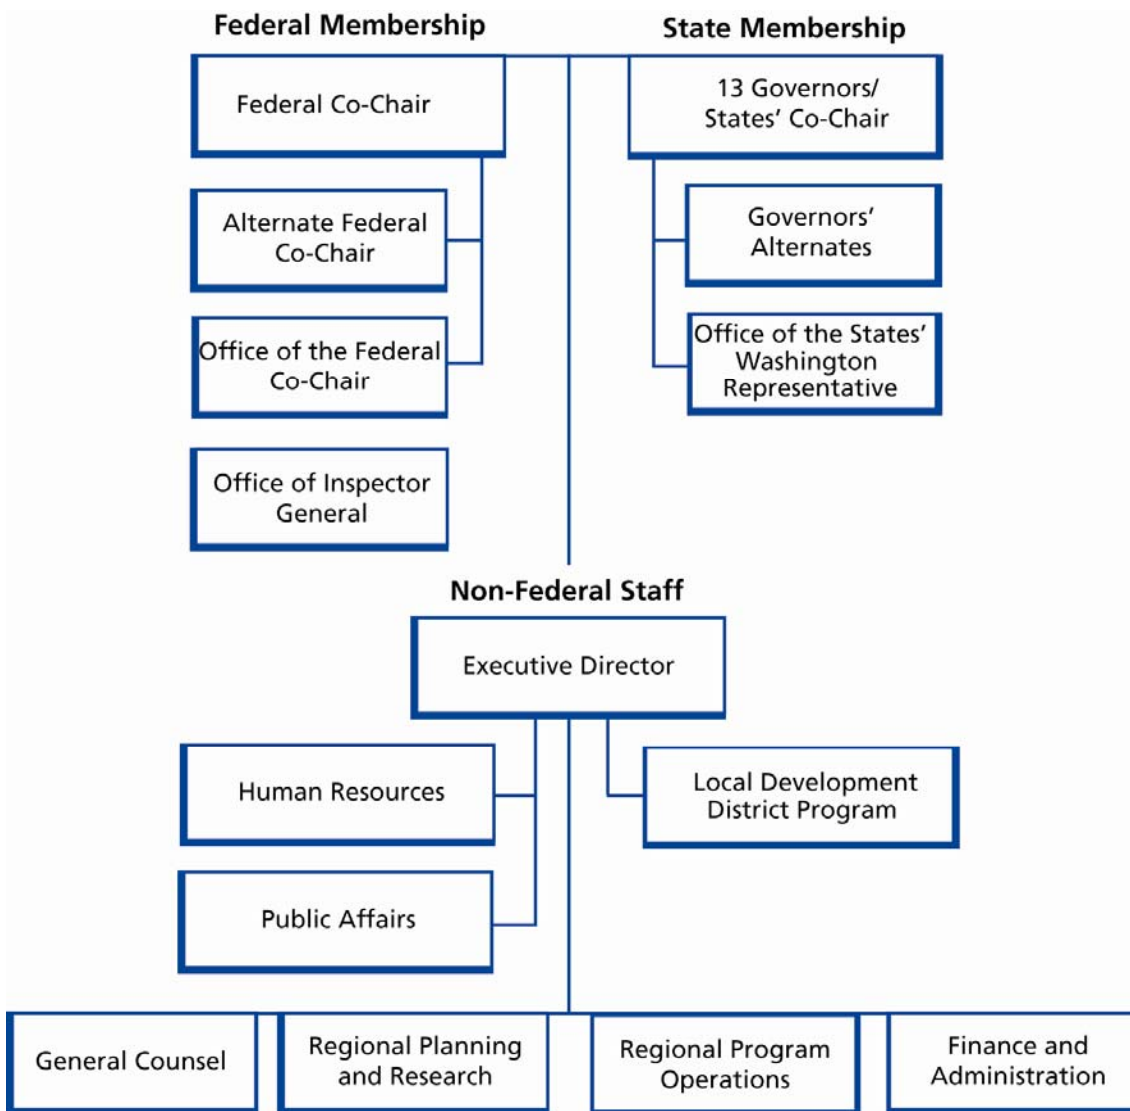 Federal Membership
State Membership
Federal Co-Chair
13 Governors/
States’ Co-Chair
Alternate Federal
Co-Chair
Governors’
Alternates
Office of the Federal
Co-Chair
Office of the States’
Washington
Representative
Office of Inspector
General
Non-Federal Staff
Executive Director
Human Resources
Local Development
District Program
Public Affairs
General Counsel
Regional Planning
and Research
Regional Program
Operations
Finance and
Administration